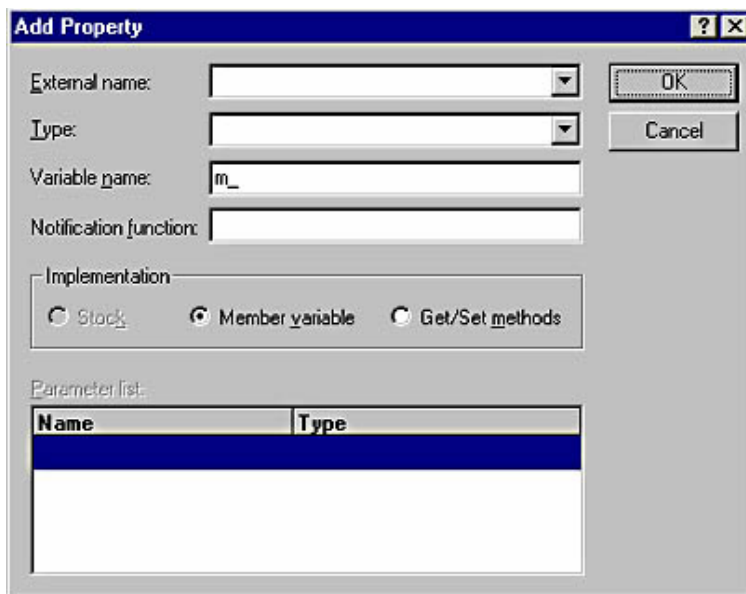 Add Property ? X
External name: OK
Type: Cancel
Variable name: m_
Notification function:
Implementation
Stock Member variable Get/Set methods
Parameter list:
Name Type